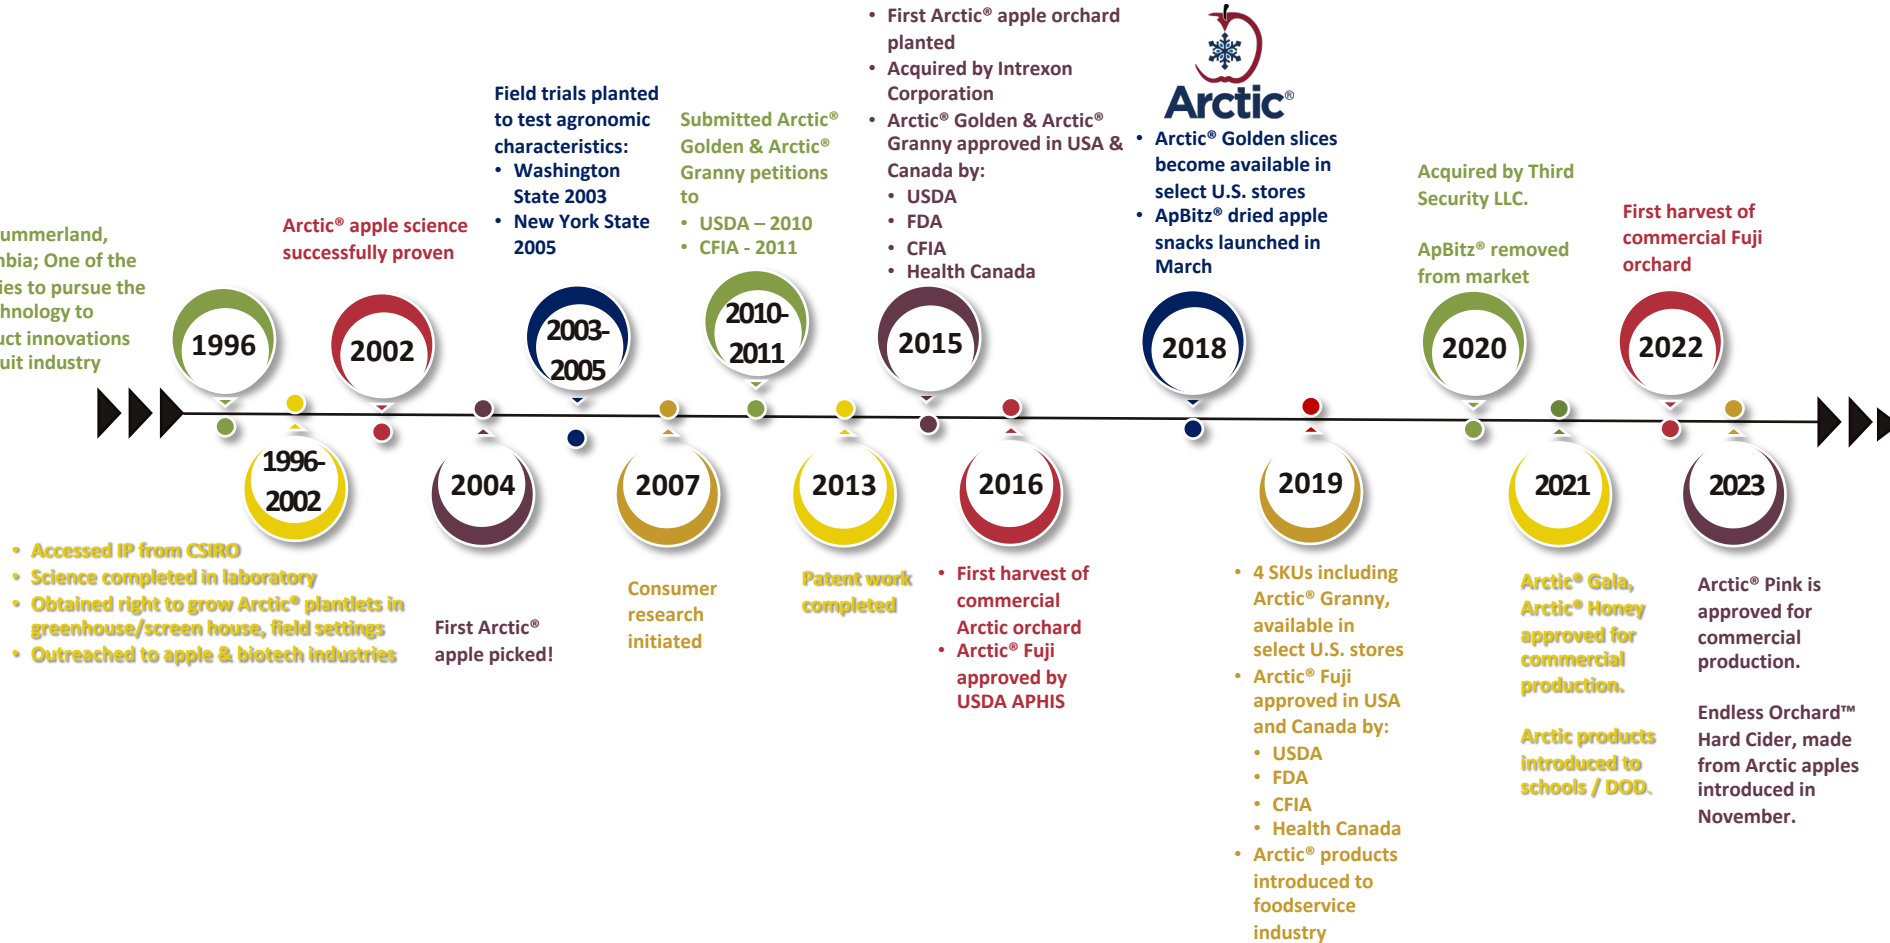 ummerland,
mbia; One of the
ies to pursue the
hnology to
uct innovations
uit industry
1996
• Accessed IP from CSIRO
• Science completed in laboratory
• Obtained right to grow Arctic® plantlets in
greenhouse/screen house, field settings
• Outreached to apple & biotech industries
1996-
2002
Arctic® apple science
successfully proven
2002
2004
First Arctic®
apple picked!
Field trials planted
to test agronomic
characteristics:
• Washington
State 2003
• New York State
2005
2003-
2005
2007
Consumer
research
initiated
Submitted Arctic®
Golden & Arctic®
Granny petitions
to
• USDA – 2010
• CFIA - 2011
2010-
2011
2013
Patent work
completed
• First Arctic® apple orchard
planted
• Acquired by Intrexon
Corporation
• Arctic® Golden & Arctic®
Granny approved in USA &
Canada by:
• USDA
• FDA
• CFIA
• Health Canada
2015
2016
• First harvest of
commercial
Arctic orchard
• Arctic® Fuji
approved by
USDA APHIS
Arctic®
• Arctic® Golden slices
become available in
select U.S. stores
• ApBitz® dried apple
snacks launched in
March
2018
2019
• 4 SKUs including
Arctic® Granny,
available in
select U.S. stores
• Arctic® Fuji
approved in USA
and Canada by:
• USDA
• FDA
• CFIA
• Health Canada
• Arctic® products
introduced to
foodservice
industry
Acquired by Third
Security LLC.
ApBitz® removed
from market
2020
2021
Arctic® Gala,
Arctic® Honey
approved for
commercial
production.
Arctic products
introduced to
schools / DOD.
First harvest of
commercial Fuji
orchard
2022
2023
Arctic® Pink is
approved for
commercial
production.
Endless Orchard™
Hard Cider, made
from Arctic apples
introduced in
November.